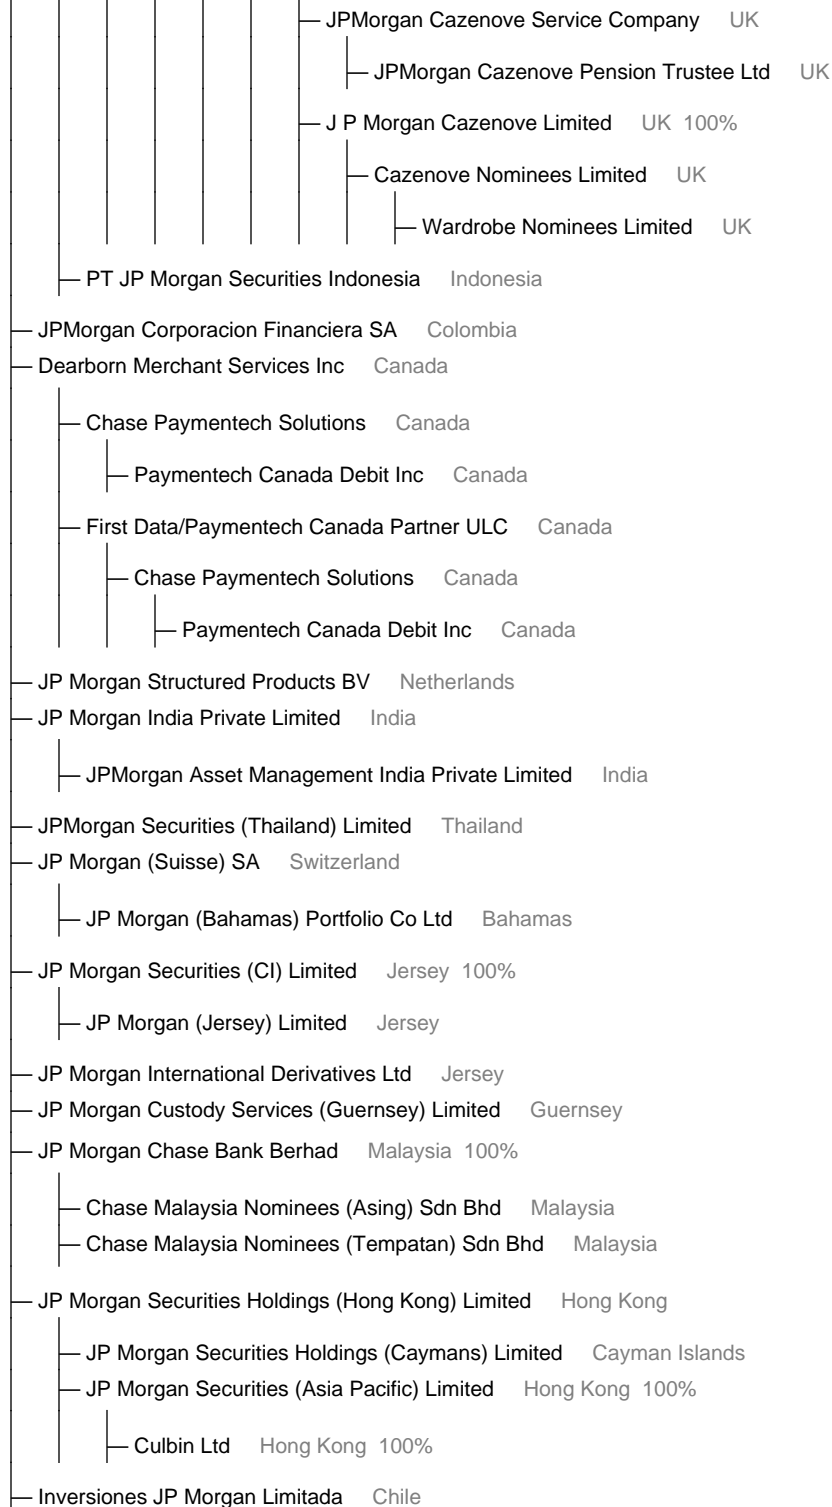 JPMorgan Cazenove Service Company UK
JPMorgan Cazenove Pension Trustee Ltd UK
J P Morgan Cazenove Limited UK 100%
Cazenove Nominees Limited UK
Wardrobe Nominees Limited UK
PT JP Morgan Securities Indonesia Indonesia
JPMorgan Corporacion Financiera SA Colombia
Dearborn Merchant Services Inc Canada
Chase Paymentech Solutions Canada
Paymentech Canada Debit Inc Canada
First Data/Paymentech Canada Partner ULC Canada
Chase Paymentech Solutions Canada
Paymentech Canada Debit Inc Canada
JP Morgan Structured Products BV Netherlands
JP Morgan India Private Limited India
JPMorgan Asset Management India Private Limited India
JPMorgan Securities (Thailand) Limited Thailand
JP Morgan (Suisse) SA Switzerland
JP Morgan (Bahamas) Portfolio Co Ltd Bahamas
JP Morgan Securities (CI) Limited Jersey 100%
JP Morgan (Jersey) Limited Jersey
JP Morgan International Derivatives Ltd Jersey
JP Morgan Custody Services (Guernsey) Limited Guernsey
JP Morgan Chase Bank Berhad Malaysia 100%
Chase Malaysia Nominees (Asing) Sdn Bhd Malaysia
Chase Malaysia Nominees (Tempatan) Sdn Bhd Malaysia
JP Morgan Securities Holdings (Hong Kong) Limited Hong Kong
JP Morgan Securities Holdings (Caymans) Limited Cayman Islands
JP Morgan Securities (Asia Pacific) Limited Hong Kong 100%
Culbin Ltd Hong Kong 100%
Inversiones JP Morgan Limitada Chile